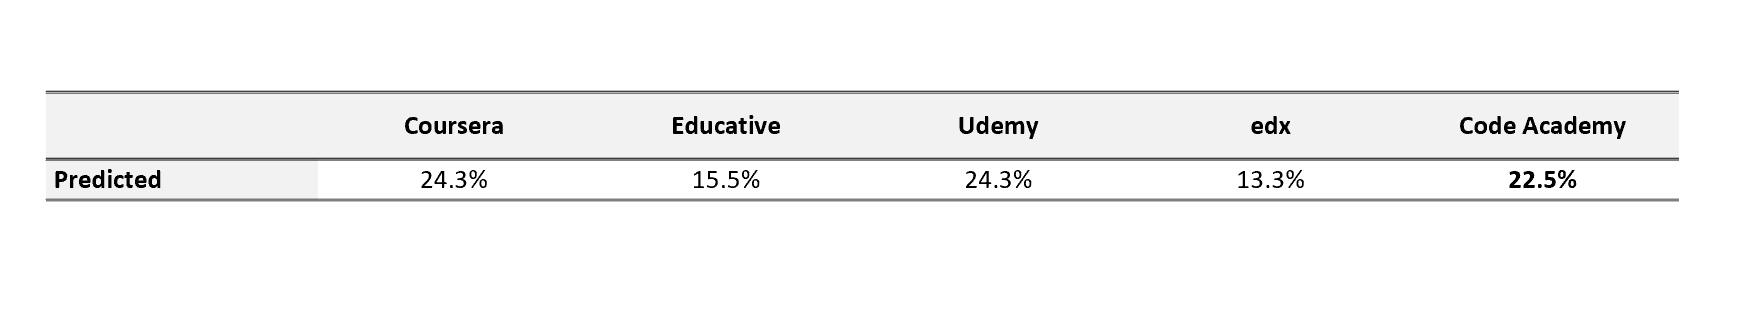 Coursera Educative Udemy edx Code Academy
Predicted 24.3% 15.5% 24.3% 13.3% 22.5%